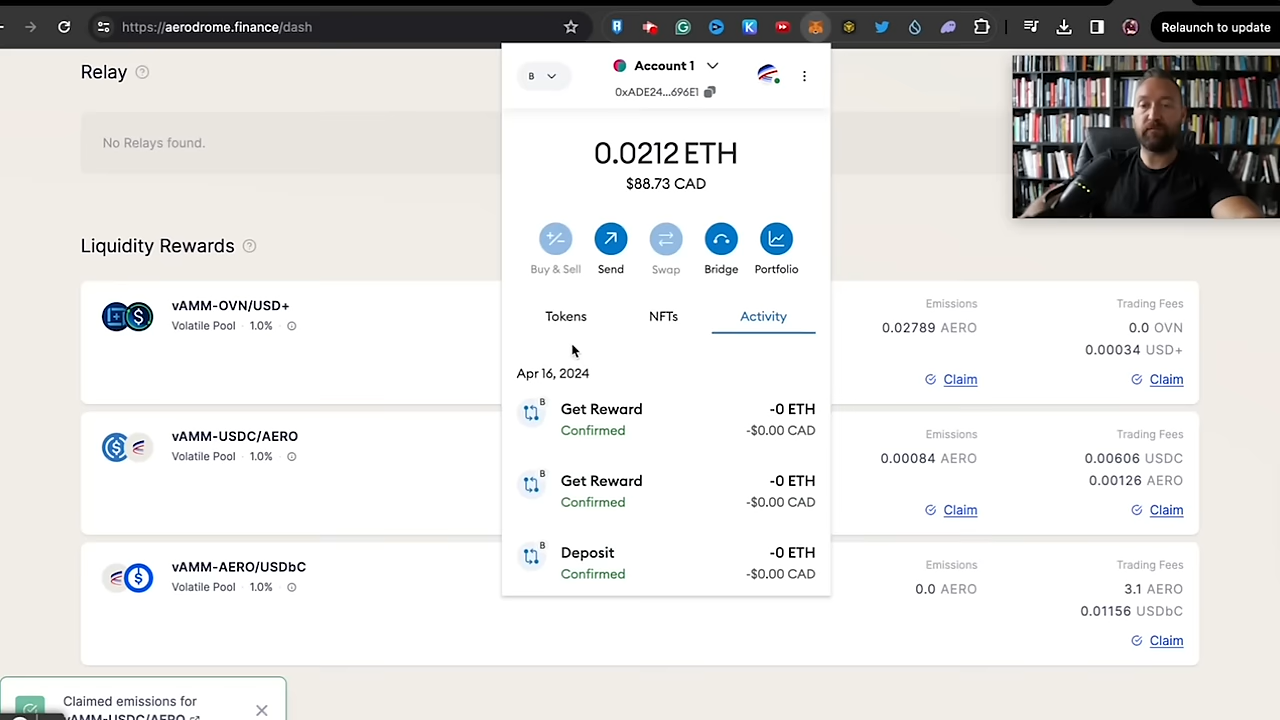 https://aerodrome.finance/dash
Relaunch to update
Relay
No Relays found.
B
Account 1
0xADE24...696E1
0.0212 ETH
$88.73 CAD
Buy & Sell
Send
Swap
Bridge
Portfolio
Tokens
NFTs
Activity
Apr 16, 2024
B
Get Reward
-0 ETH
Confirmed
-$0.00 CAD
B
Get Reward
-0 ETH
Confirmed
-$0.00 CAD
B
Deposit
-0 ETH
Confirmed
-$0.00 CAD
Liquidity Rewards
vAMM-OVN/USD+
Volatile Pool · 1.0% ·
Emissions
0.02789 AERO
Claim
Trading Fees
0.0 OVN
0.00034 USD+
Claim
vAMM-USDC/AERO
Volatile Pool · 1.0% ·
Emissions
0.00084 AERO
Claim
Trading Fees
0.00606 USDC
0.00126 AERO
Claim
vAMM-AERO/USDbC
Volatile Pool · 1.0% ·
Emissions
0.0 AERO
Trading Fees
3.1 AERO
0.01156 USDbC
Claim
Claimed emissions for
vAMM-USDC/AERO